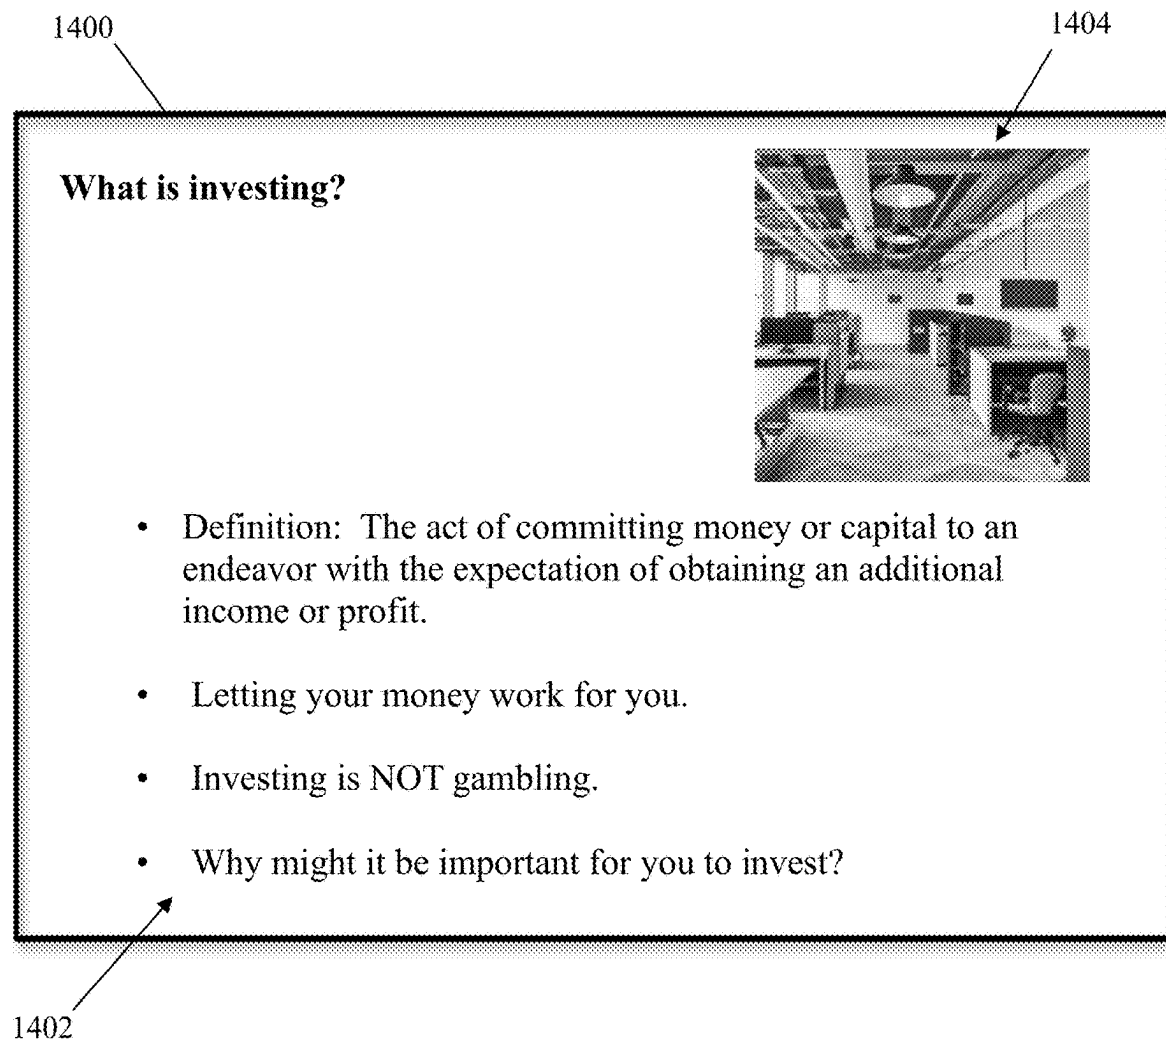 1400
1404
What is investing?
• Definition: The act of committing money or capital to an
endeavor with the expectation of obtaining an additional
income or profit.
• Letting your money work for you.
• Investing is NOT gambling.
• Why might it be important for you to invest?
1402